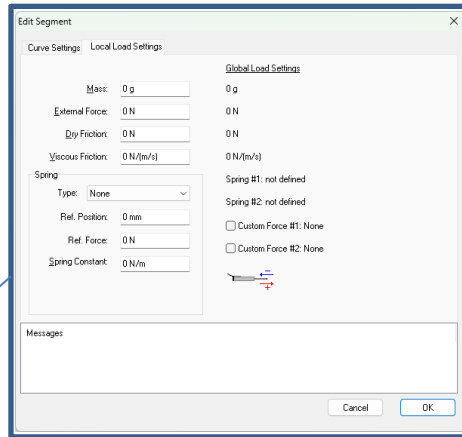 Edit Segment
Curve Settings Local Load Settings
Global Load Settings
Mass: 0 g 0 g
External Force: 0 N 0 N
Dry Friction: 0 N 0 N
Viscous Friction: 0 N/(m/s) 0 N/(m/s)
Spring Spring #1: not defined
Type: None Spring #2: not defined
Ref. Position: 0 mm Custom Force #1: None
Ref. Force: 0 N Custom Force #2: None
Spring Constant: 0 N/m
− +
Messages
Cancel OK